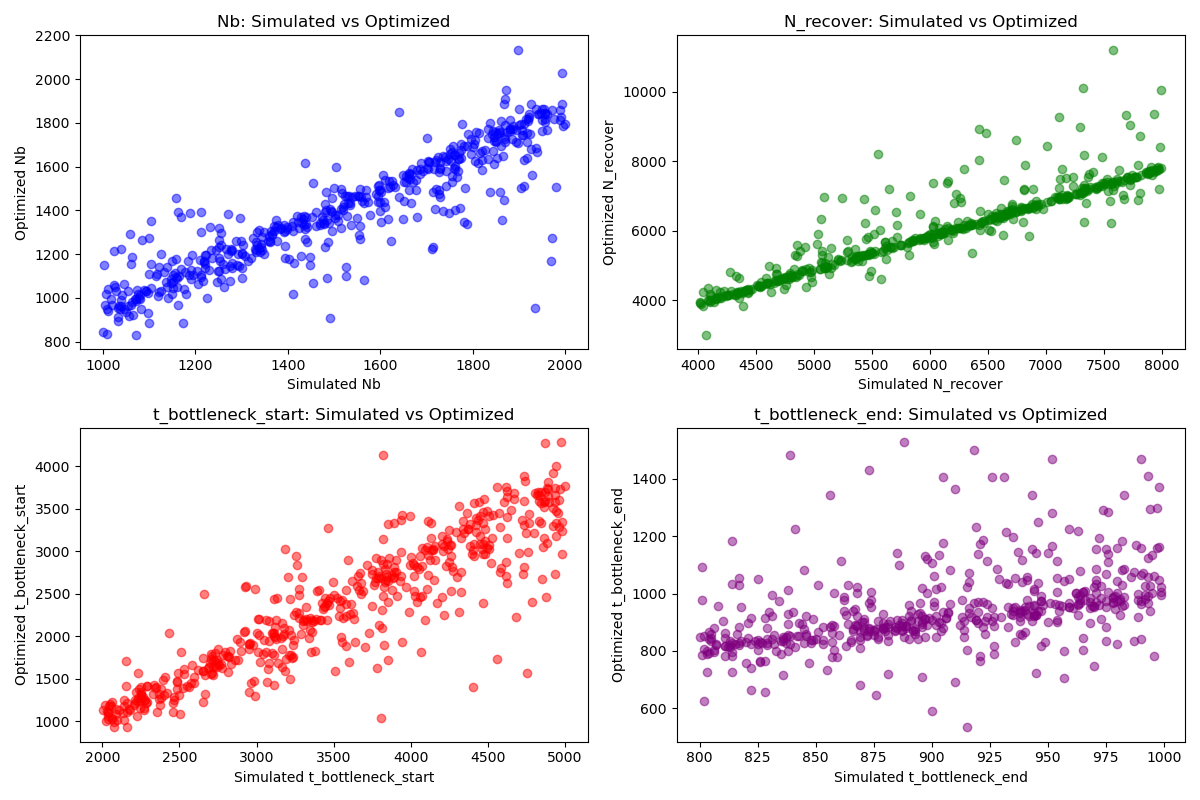 Nb: Simulated vs Optimized
2200
2000
1800
1600
1400
1200
1000
800
Optimized Nb
1000 1200 1400 1600 1800 2000
Simulated Nb
N_recover: Simulated vs Optimized
10000
8000
6000
4000
Optimized N_recover
4000 4500 5000 5500 6000 6500 7000 7500 8000
Simulated N_recover
t_bottleneck_start: Simulated vs Optimized
4000
3500
3000
2500
2000
1500
1000
Optimized t_bottleneck_start
2000 2500 3000 3500 4000 4500 5000
Simulated t_bottleneck_start
t_bottleneck_end: Simulated vs Optimized
1400
1200
1000
800
600
Optimized t_bottleneck_end
800 825 850 875 900 925 950 975 1000
Simulated t_bottleneck_end